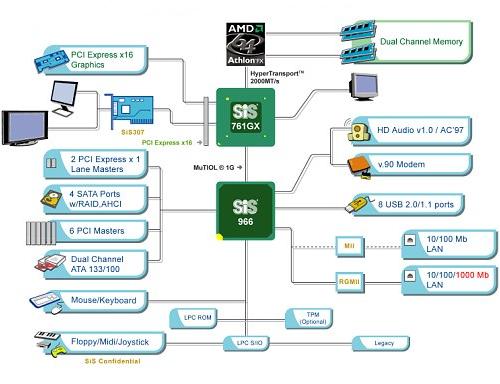 AMD
64
Athlon FX
Dual Channel Memory
PCI Express x16
Graphics
HyperTransport™
2000MT/s
SiS307
PCI Express x16
SiS
761GX
HD Audio v1.0 / AC'97
MuTIOL ® 1G
v.90 Modem
2 PCI Express x 1
Lane Masters
4 SATA Ports
w/RAID,AHCI
SiS
966
8 USB 2.0/1.1 ports
6 PCI Masters
MII
10/100 Mb
LAN
Dual Channel
ATA 133/100
RGMII
10/100/1000 Mb
LAN
Mouse/Keyboard
LPC ROM
TPM
(Optional)
Floppy/Midi/Joystick
LPC SIIO
Legacy
SiS Confidential